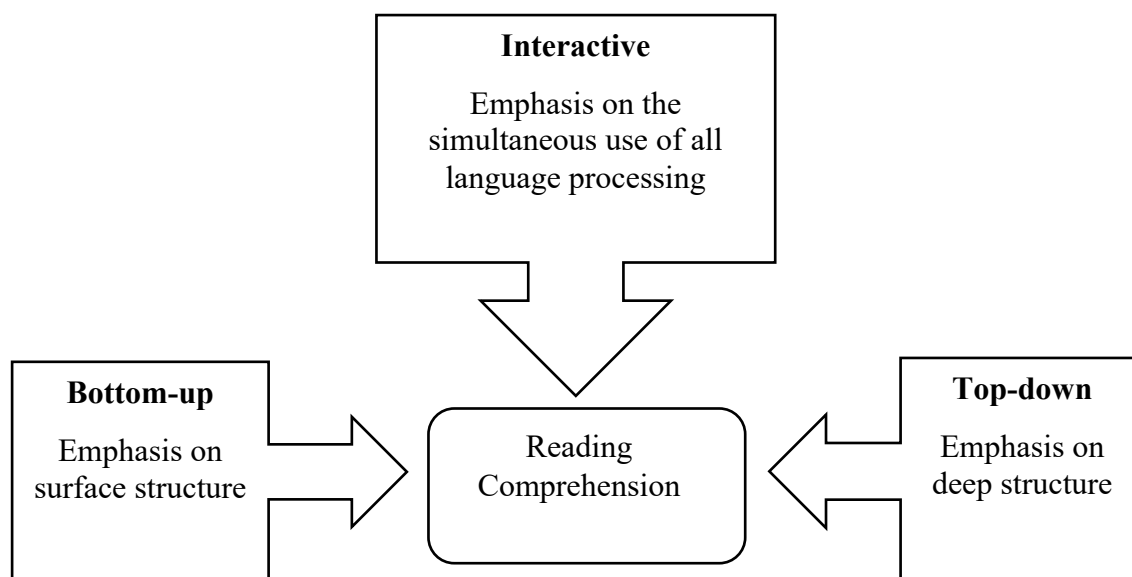 Interactive
Emphasis on the
simultaneous use of all
language processing
Bottom-up
Emphasis on
surface structure
Reading
Comprehension
Top-down
Emphasis on
deep structure